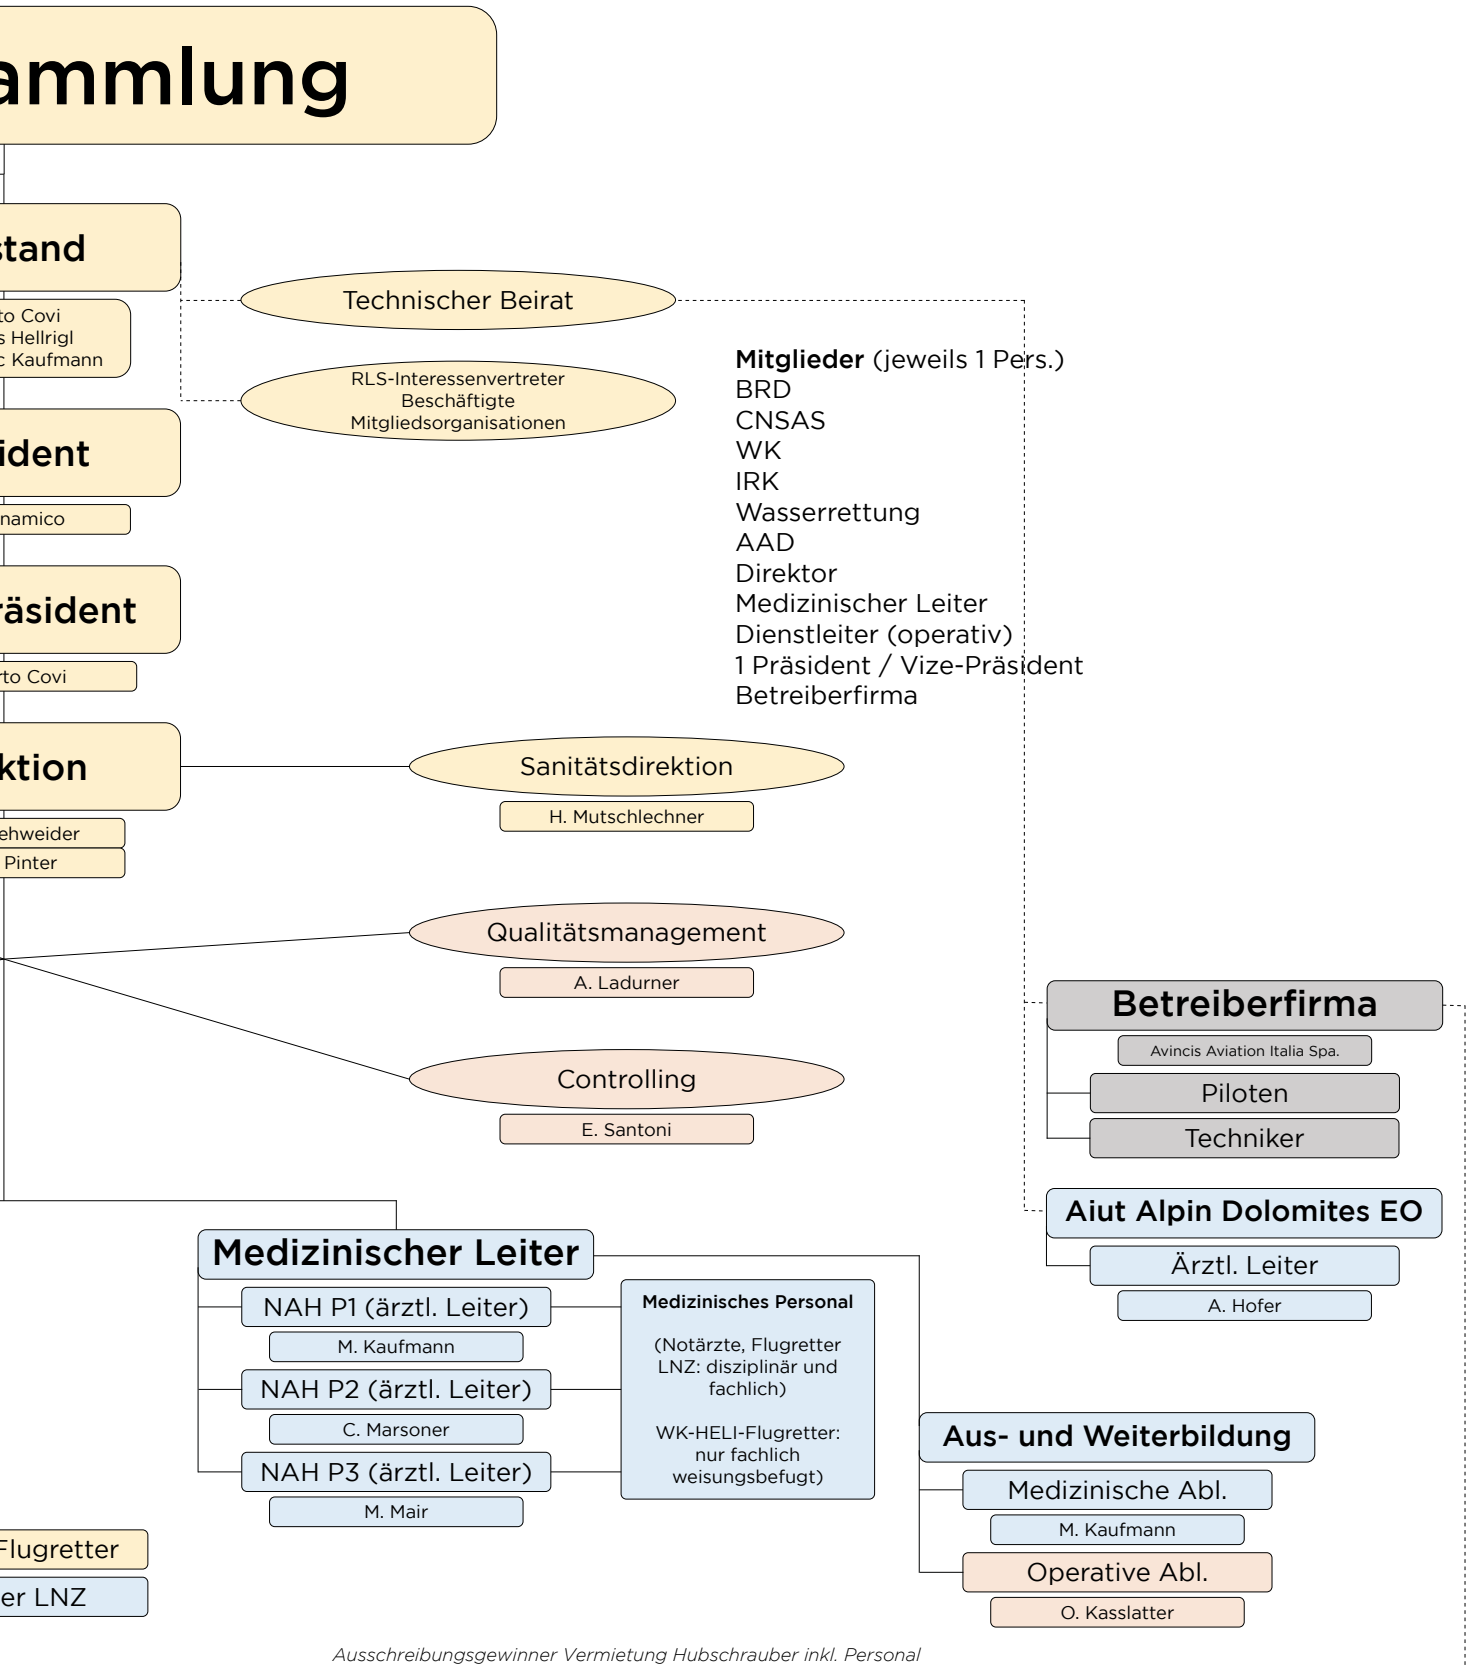 ammlung
stand
to Covi
s Hellrigl
c Kaufmann
Technischer Beirat
RLS-Interessenvertreter
Beschäftigte
Mitgliedsorganisationen
Mitglieder (jeweils 1 Pers.)
BRD
CNSAS
WK
IRK
Wasserrettung
AAD
Direktor
Medizinischer Leiter
Dienstleiter (operativ)
1 Präsident / Vize-Präsident
Betreiberfirma
ident
namico
räsident
rto Covi
ktion
ehweider
Pinter
Sanitätsdirektion
H. Mutschlechner
Qualitätsmanagement
A. Ladurner
Controlling
E. Santoni
Betreiberfirma
Avincis Aviation Italia Spa.
Piloten
Techniker
Aiut Alpin Dolomites EO
Ärztl. Leiter
A. Hofer
Medizinischer Leiter
NAH P1 (ärztl. Leiter)
M. Kaufmann
NAH P2 (ärztl. Leiter)
C. Marsoner
NAH P3 (ärztl. Leiter)
M. Mair
Medizinisches Personal
(Notärzte, Flugretter
LNZ: disziplinär und
fachlich)
WK-HELI-Flugretter:
nur fachlich
weisungsbefugt)
Aus- und Weiterbildung
Medizinische Abl.
M. Kaufmann
Operative Abl.
O. Kasslatter
Flugretter
er LNZ
Ausschreibungsgewinner Vermietung Hubschrauber inkl. Personal